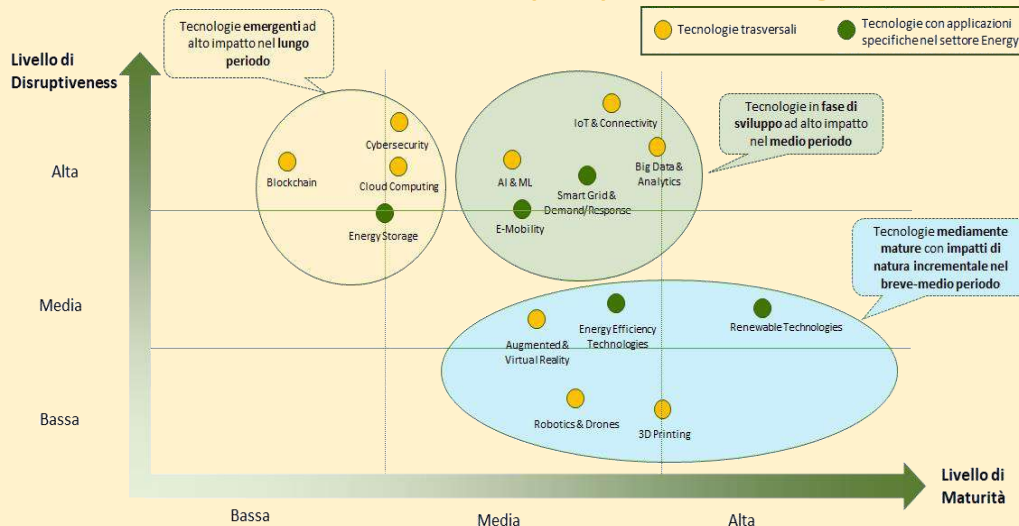 Tecnologie emergenti ad
alto impatto nel lungo
periodo
Tecnologie trasversali
Tecnologie con applicazioni
specifiche nel settore Energy
Livello di
Disruptiveness
IoT & Connectivity
Tecnologie in fase di
sviluppo ad alto impatto
nel medio periodo
Cybersecurity
Alta
Blockchain
Cloud Computing
AI & ML
Big Data &
Analytics
Smart Grid &
Demand/Response
E-Mobility
Energy Storage
Tecnologie mediamente
mature con impatti di
natura incrementale nel
breve-medio periodo
Media
Augmented &
Virtual Reality
Energy Efficiency
Technologies
Renewable Technologies
Bassa
Robotics & Drones
3D Printing
Livello di
Maturità
Bassa
Media
Alta